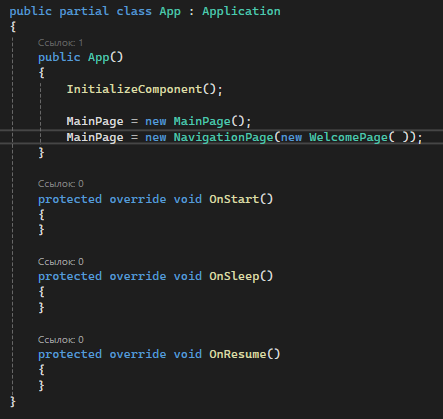 public partial class App : Application
{
Ссылок: 1
public App()
{
InitializeComponent();
MainPage = new MainPage();
MainPage = new NavigationPage(new WelcomePage( ));
}
Ссылок: 0
protected override void OnStart()
{
}
Ссылок: 0
protected override void OnSleep()
{
}
Ссылок: 0
protected override void OnResume()
{
}
}